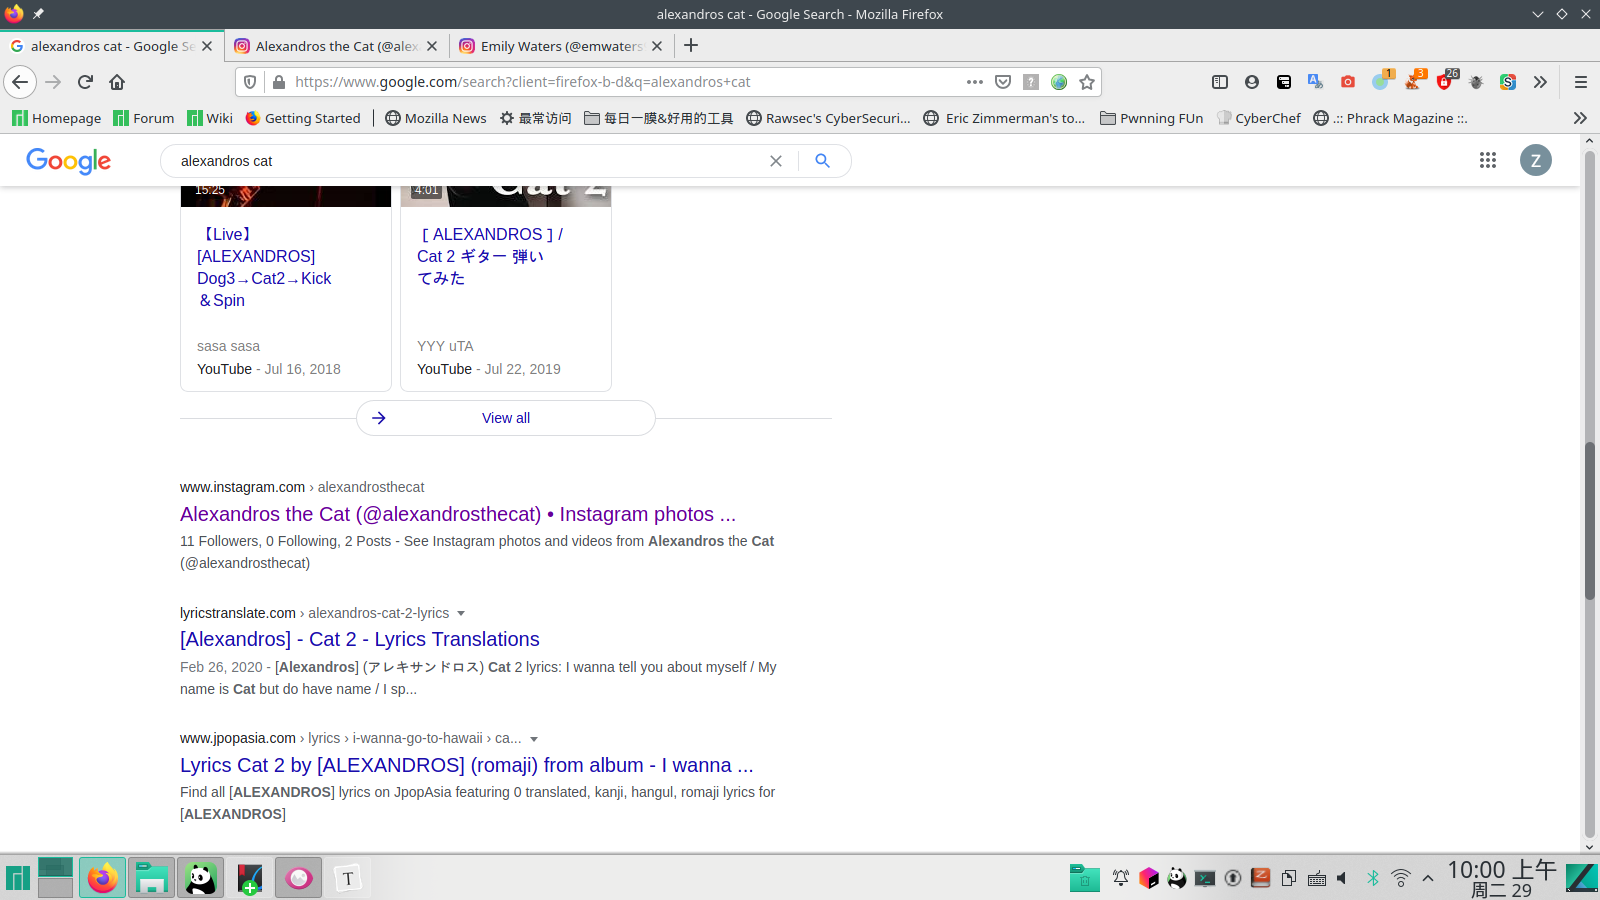 alexandros cat - Google Search - Mozilla Firefox
alexandros cat - Google Se
Alexandros the Cat (@alex
Emily Waters (@emwaters
https://www.google.com/search?client=firefox-b-d&q=alexandros+cat
1
3
26
Homepage
Forum
Wiki
Getting Started
Mozilla News
最常访问
每日一膜&好用的工具
Rawsec's CyberSecuri...
Eric Zimmerman's to...
Pwnning FUn
CyberChef
.:: Phrack Magazine ::.
Google
alexandros cat
Z
15:25
4:01
Cat 2
【Live】
[ALEXANDROS]
Dog3→Cat2→Kick
＆Spin
sasa sasa
YouTube - Jul 16, 2018
［ ALEXANDROS ］/
Cat 2 ギター 弾い
てみた
YYY uTA
YouTube - Jul 22, 2019
View all
www.instagram.com › alexandrosthecat
Alexandros the Cat (@alexandrosthecat) • Instagram photos ...
11 Followers, 0 Following, 2 Posts - See Instagram photos and videos from Alexandros the Cat
(@alexandrosthecat)
lyricstranslate.com › alexandros-cat-2-lyrics
[Alexandros] - Cat 2 - Lyrics Translations
Feb 26, 2020 - [Alexandros] (アレキサンドロス) Cat 2 lyrics: I wanna tell you about myself / My
name is Cat but do have name / I sp...
www.jpopasia.com › lyrics › i-wanna-go-to-hawaii › ca...
Lyrics Cat 2 by [ALEXANDROS] (romaji) from album - I wanna ...
Find all [ALEXANDROS] lyrics on JpopAsia featuring 0 translated, kanji, hangul, romaji lyrics for
[ALEXANDROS]
T
10:00 上午
周二 29